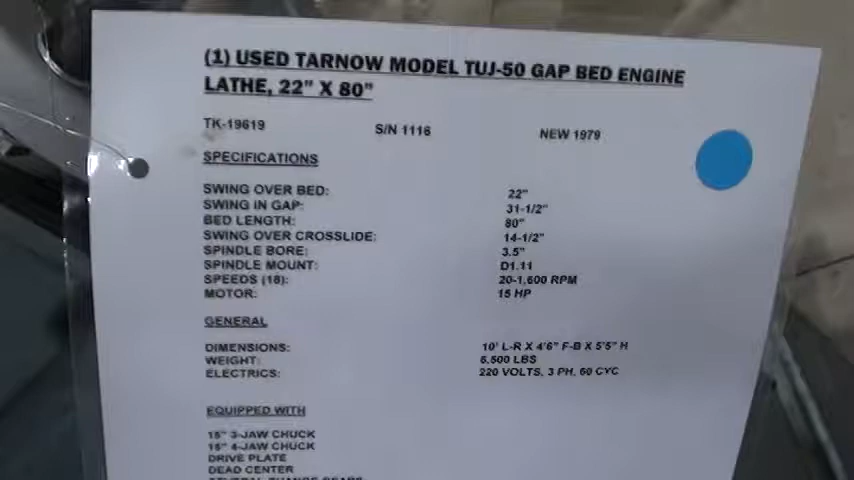 (1) USED TARNOW MODEL TUJ-50 GAP BED ENGINE
LATHE, 22" X 80"
TK-19619 S/N 1116 NEW 1979
SPECIFICATIONS
SWING OVER BED: 22"
SWING IN GAP: 31-1/2"
BED LENGTH: 80"
SWING OVER CROSSLIDE: 14-1/2"
SPINDLE BORE: 3.5"
SPINDLE MOUNT: D1.11
SPEEDS (18): 20-1,600 RPM
MOTOR: 15 HP
GENERAL
DIMENSIONS: 10' L-R X 4'6" F-B X 5'5" H
WEIGHT: 6,500 LBS
ELECTRICS: 220 VOLTS, 3 PH, 60 CYC
EQUIPPED WITH
3-JAW CHUCK
4-JAW CHUCK
DRIVE PLATE
DEAD CENTER